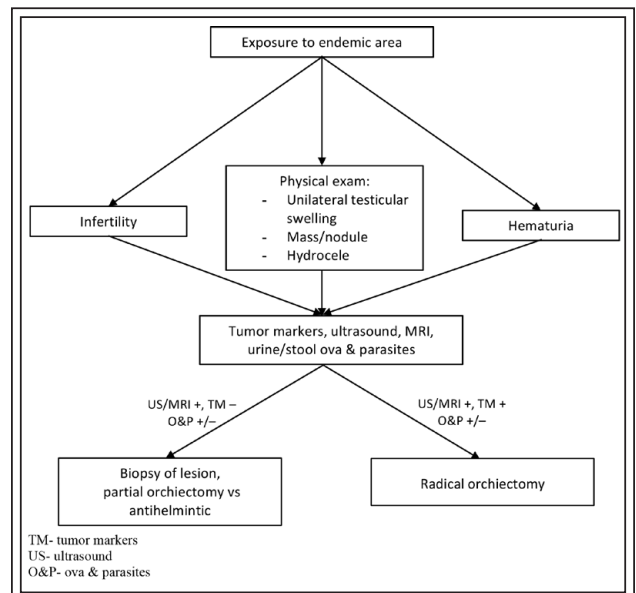 Exposure to endemic area
Infertility
Physical exam:
- Unilateral testicular
swelling
- Mass/nodule
- Hydrocele
Hematuria
Tumor markers, ultrasound, MRI,
urine/stool ova & parasites
US/MRI +, TM –
O&P +/–
US/MRI +, TM +
O&P +/–
Biopsy of lesion,
partial orchiectomy vs
antihelmintic
Radical orchiectomy
TM- tumor markers
US- ultrasound
O&P- ova & parasites